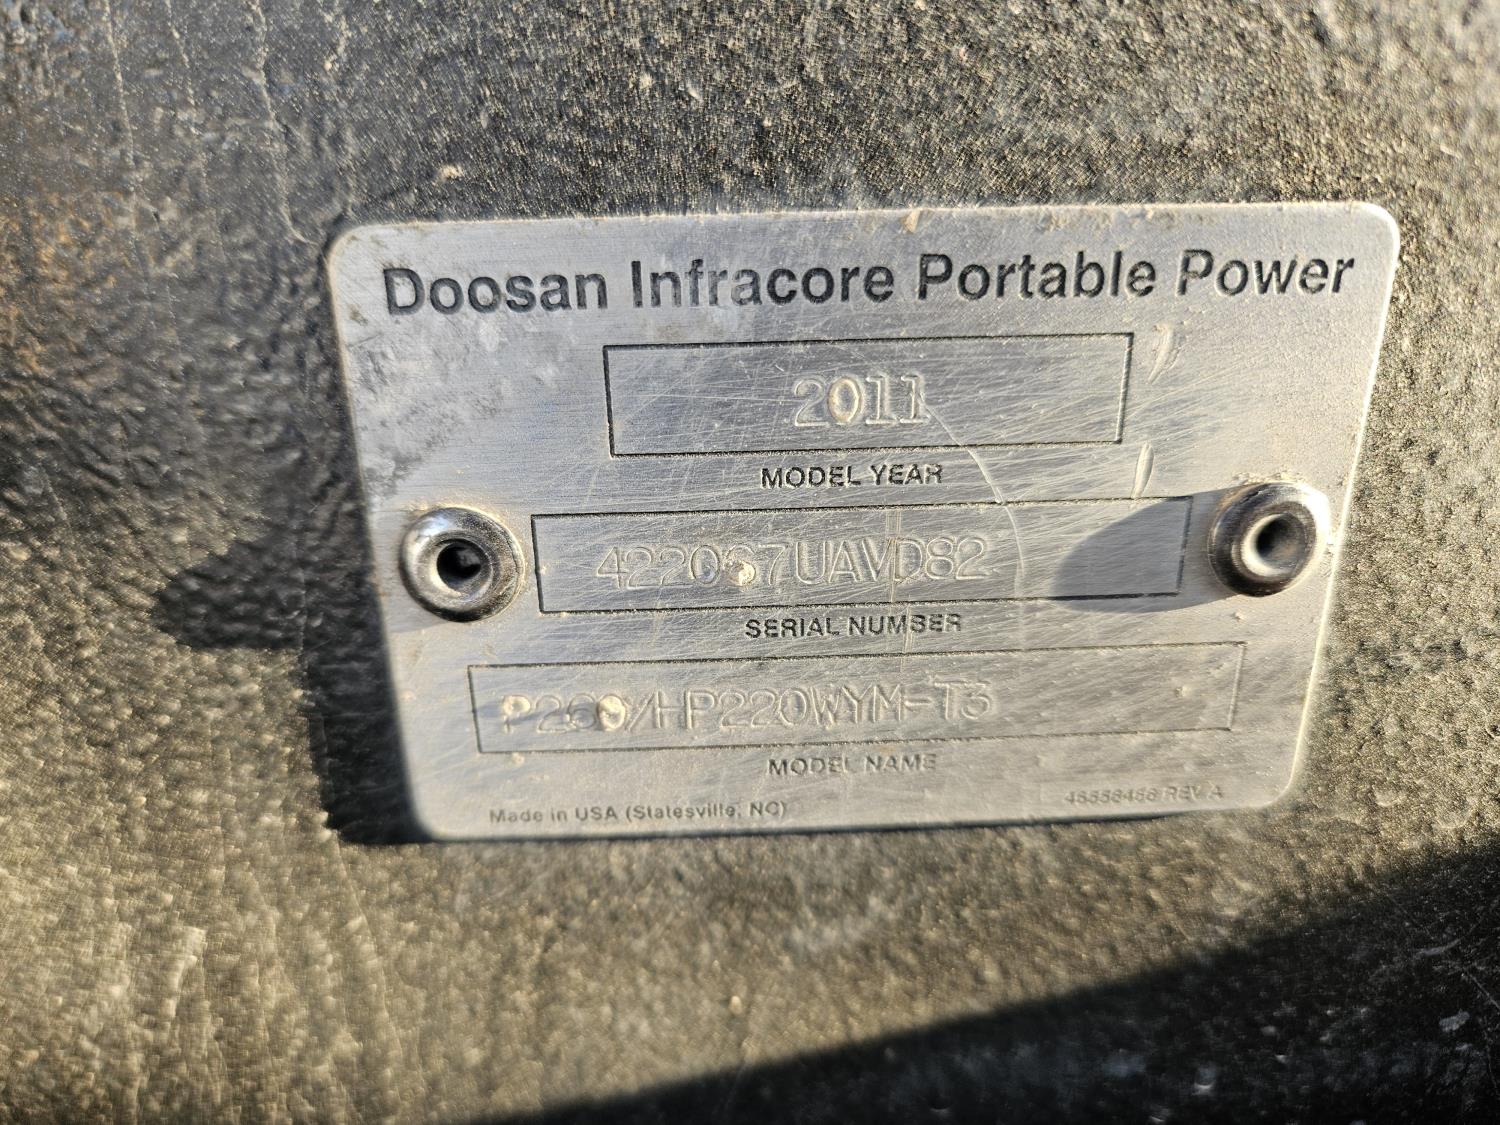 Doosan Infracore Portable Power
2011
MODEL YEAR
422067UAVD82
SERIAL NUMBER
P260/HP220WYM-T3
MODEL NAME
Made in USA (Statesville, NC)
REV A